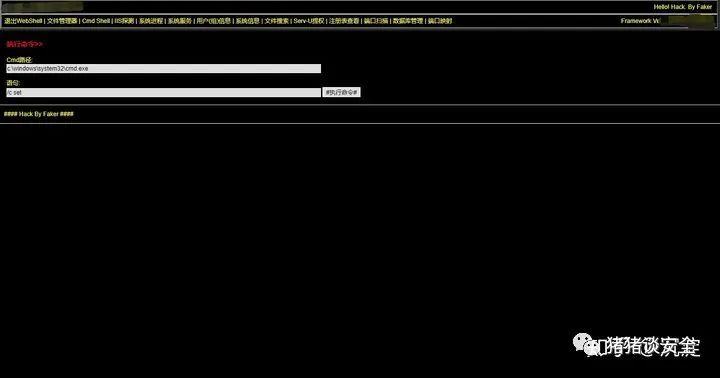 Hello! Hack. By Faker
退出WebShell | 文件管理器 | Cmd Shell | IIS探测 | 系统进程 | 系统服务 | 用户(组)信息 | 系统信息 | 文件搜索 | Serv-U提权 | 注册表查看 | 端口扫描 | 数据库管理 | 端口映射
Framework Ve
执行命令>>
Cmd路径:
c:\windows\system32\cmd.exe
语句:
/c set
#执行命令#
#### Hack By Faker ####
猪猪谈安全
知乎